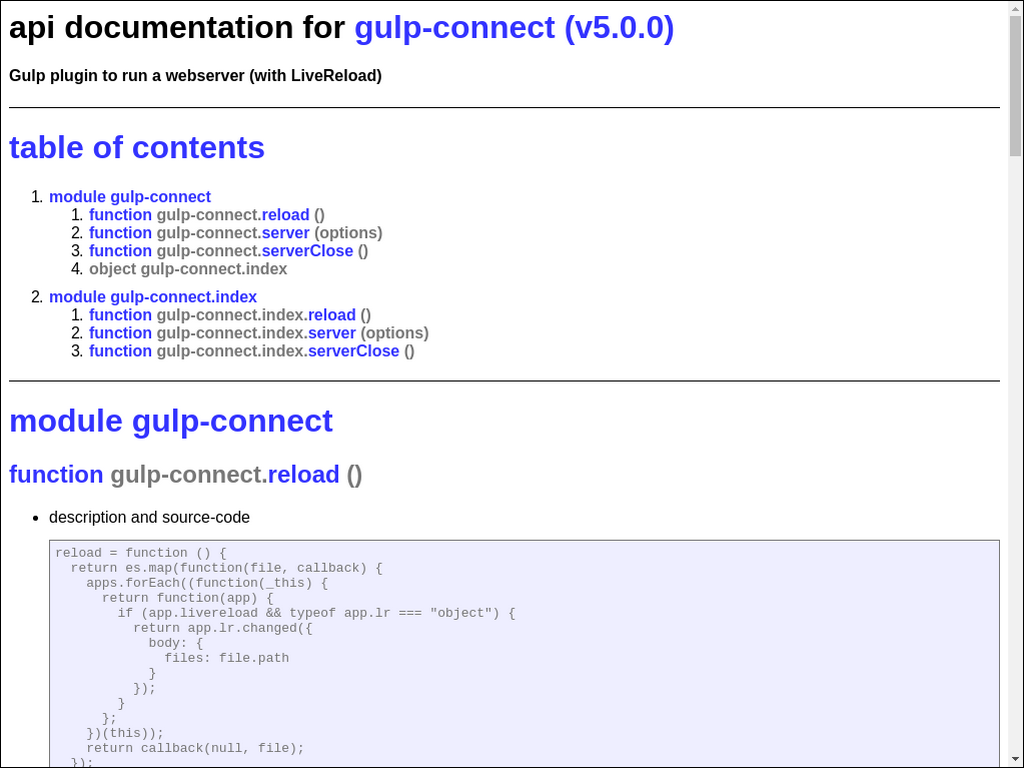 api documentation for gulp-connect (v5.0.0)
Gulp plugin to run a webserver (with LiveReload)
table of contents
1. module gulp-connect
1. function gulp-connect.reload ()
2. function gulp-connect.server (options)
3. function gulp-connect.serverClose ()
4. object gulp-connect.index
2. module gulp-connect.index
1. function gulp-connect.index.reload ()
2. function gulp-connect.index.server (options)
3. function gulp-connect.index.serverClose ()
module gulp-connect
function gulp-connect.reload ()
• description and source-code
reload = function () {
  return es.map(function(file, callback) {
    apps.forEach((function(_this) {
      return function(app) {
        if (app.livereload && typeof app.lr === "object") {
          return app.lr.changed({
            body: {
              files: file.path
            }
          });
        }
      };
    })(this));
    return callback(null, file);
  });